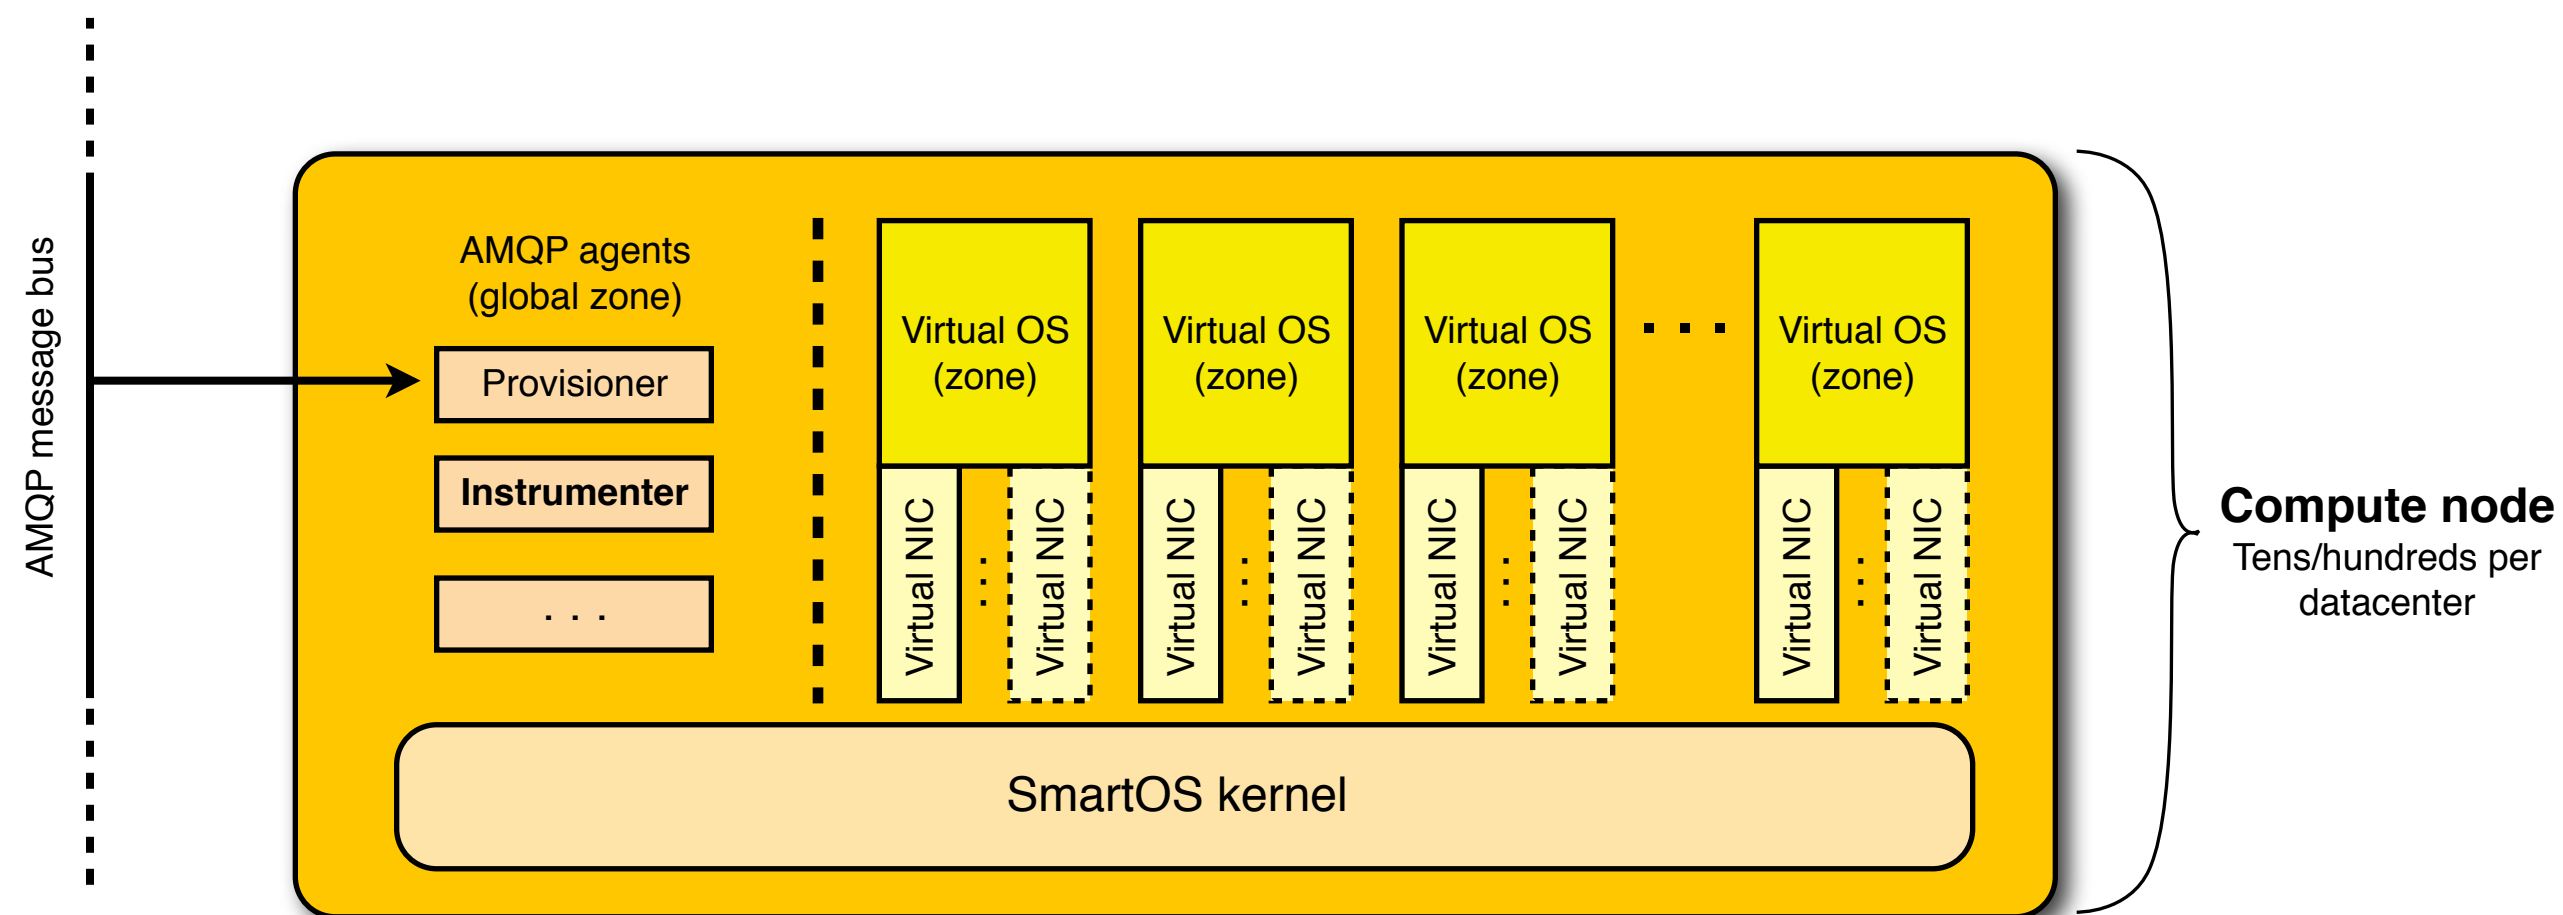 AMQP message bus
AMQP agents
(global zone)
Provisioner
Instrumenter
. . .
Virtual OS
(zone)
Virtual NIC
...
Virtual NIC
Virtual OS
(zone)
Virtual NIC
...
Virtual NIC
Virtual OS
(zone)
Virtual NIC
...
Virtual NIC
. . .
Virtual OS
(zone)
Virtual NIC
...
Virtual NIC
SmartOS kernel
Compute node
Tens/hundreds per
datacenter